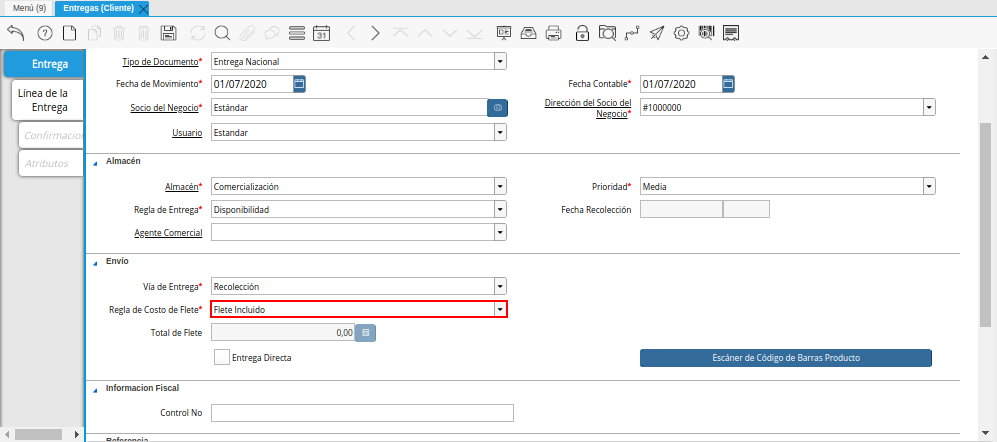 Menú (9)
Entregas (Cliente)
31
Entrega
Línea de la
Entrega
Confirmacio
Atributos
Tipo de Documento* Entrega Nacional
Fecha de Movimiento* 01/07/2020 Fecha Contable* 01/07/2020
Socio del Negocio* Estándar Dirección del Socio del
Negocio* #1000000
Usuario Estandar
Almacén
Almacén* Comercialización Prioridad* Media
Regla de Entrega* Disponibilidad Fecha Recolección
Agente Comercial
Envío
Vía de Entrega* Recolección
Regla de Costo de Flete* Flete Incluido
Total de Flete 0,00
Entrega Directa Escáner de Código de Barras Producto
Informacion Fiscal
Control No
Referencia